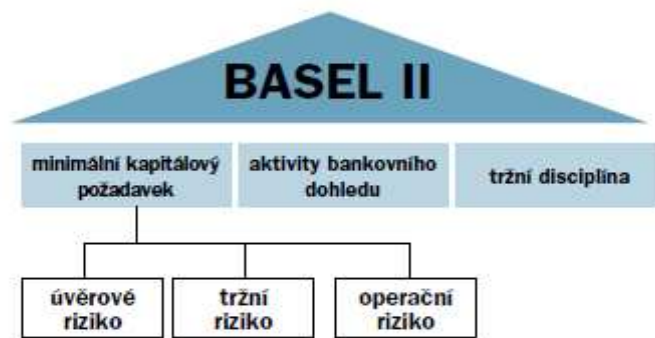 BASEL II
minimální kapitálový
požadavek
aktivity bankovního
dohledu
tržní disciplína
úvěrové
riziko
tržní
riziko
operační
riziko